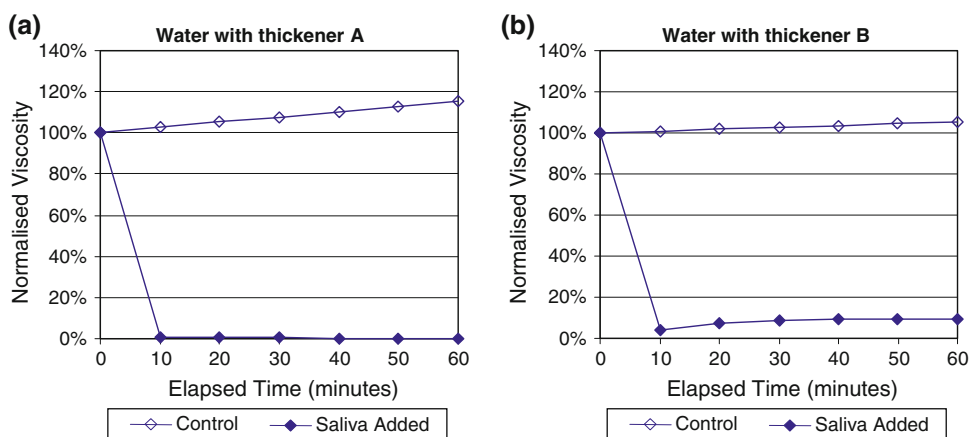 (a)
Water with thickener A
Normalised Viscosity
140%
120%
100%
80%
60%
40%
20%
0%
0 10 20 30 40 50 60
Elapsed Time (minutes)
Control Saliva Added
(b)
Water with thickener B
Normalised Viscosity
140%
120%
100%
80%
60%
40%
20%
0%
0 10 20 30 40 50 60
Elapsed Time (minutes)
Control Saliva Added